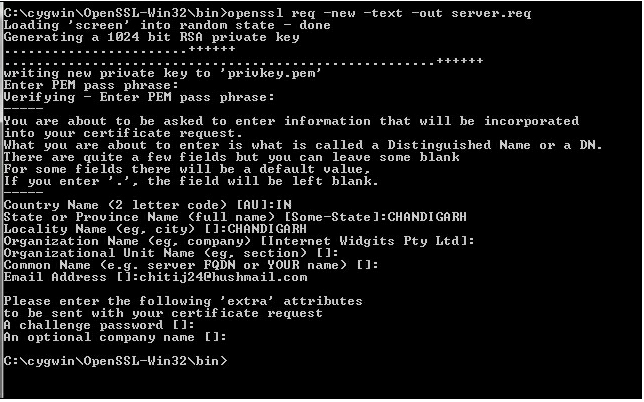 C:\cygwin\OpenSSL-Win32\bin>openssl req -new -text -out server.req
Loading 'screen' into random state - done
Generating a 1024 bit RSA private key
.......................++++++
......................................................++++++
writing new private key to 'privkey.pem'
Enter PEM pass phrase:
Verifying - Enter PEM pass phrase:
-----
You are about to be asked to enter information that will be incorporated
into your certificate request.
What you are about to enter is what is called a Distinguished Name or a DN.
There are quite a few fields but you can leave some blank
For some fields there will be a default value,
If you enter '.', the field will be left blank.
-----
Country Name (2 letter code) [AU]:IN
State or Province Name (full name) [Some-State]:CHANDIGARH
Locality Name (eg, city) []:CHANDIGARH
Organization Name (eg, company) [Internet Widgits Pty Ltd]:
Organizational Unit Name (eg, section) []:
Common Name (e.g. server FQDN or YOUR name) []:
Email Address []:chitij24@hushmail.com
Please enter the following 'extra' attributes
to be sent with your certificate request
A challenge password []:
An optional company name []:
C:\cygwin\OpenSSL-Win32\bin>